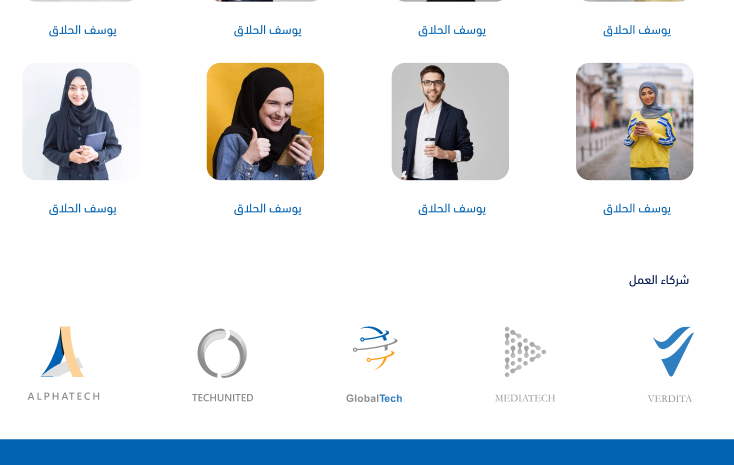 يوسف الحلاق
يوسف الحلاق
يوسف الحلاق
يوسف الحلاق
يوسف الحلاق
يوسف الحلاق
يوسف الحلاق
يوسف الحلاق
شركاء العمل
VERDITA
MEDIATECH
GlobalTech
TECHUNITED
ALPHATECH